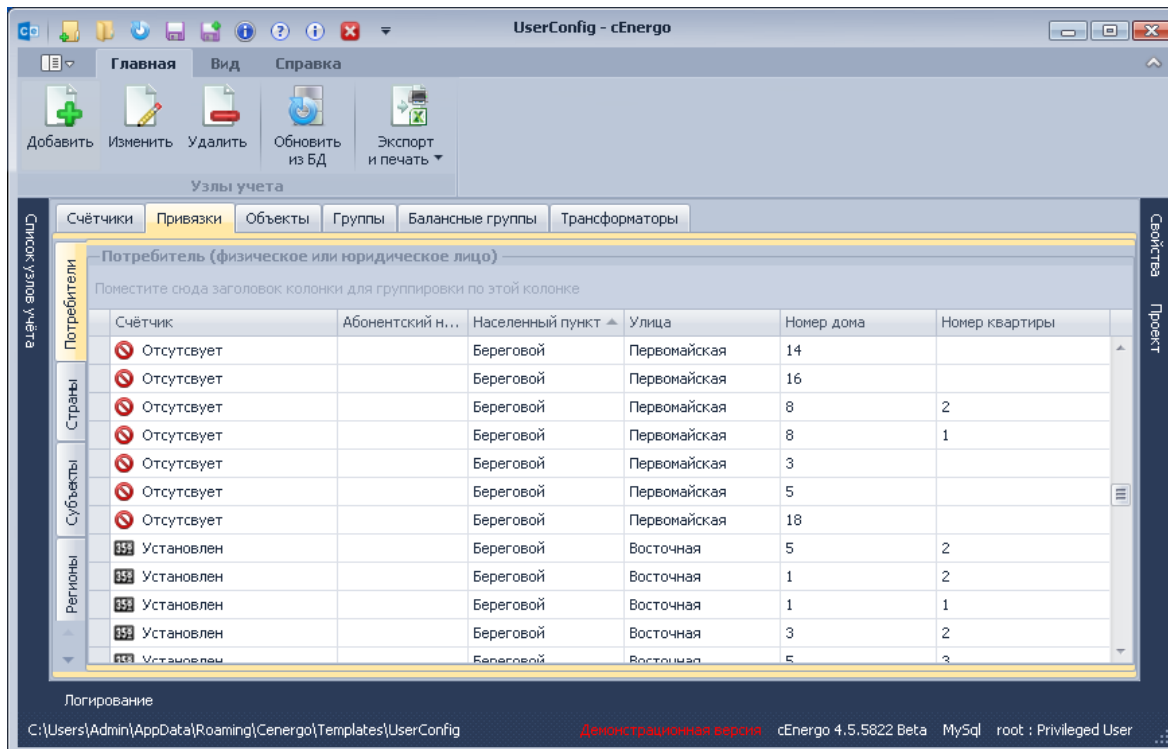 UserConfig - cEnergo
Главная Вид Справка
Добавить Изменить Удалить Обновить из БД Экспорт и печать
Узлы учета
Список узлов учёта
Счётчики Привязки Объекты Группы Балансные группы Трансформаторы
Свойства Проект
Потребители Страны Субъекты Регионы
Потребитель (физическое или юридическое лицо)
Поместите сюда заголовок колонки для группировки по этой колонке
Счётчик Абонентский н... Населенный пункт Улица Номер дома Номер квартиры
Отсутсвует Береговой Первомайская 14
Отсутсвует Береговой Первомайская 16
Отсутсвует Береговой Первомайская 8 2
Отсутсвует Береговой Первомайская 8 1
Отсутсвует Береговой Первомайская 3
Отсутсвует Береговой Первомайская 5
Отсутсвует Береговой Первомайская 18
Установлен Береговой Восточная 5 2
Установлен Береговой Восточная 1 2
Установлен Береговой Восточная 1 1
Установлен Береговой Восточная 3 2
Установлен Береговой Восточная 5 3
Логирование
C:\Users\Admin\AppData\Roaming\Cenergo\Templates\UserConfig Демонстрационная версия cEnergo 4.5.5822 Beta MySql root : Privileged User